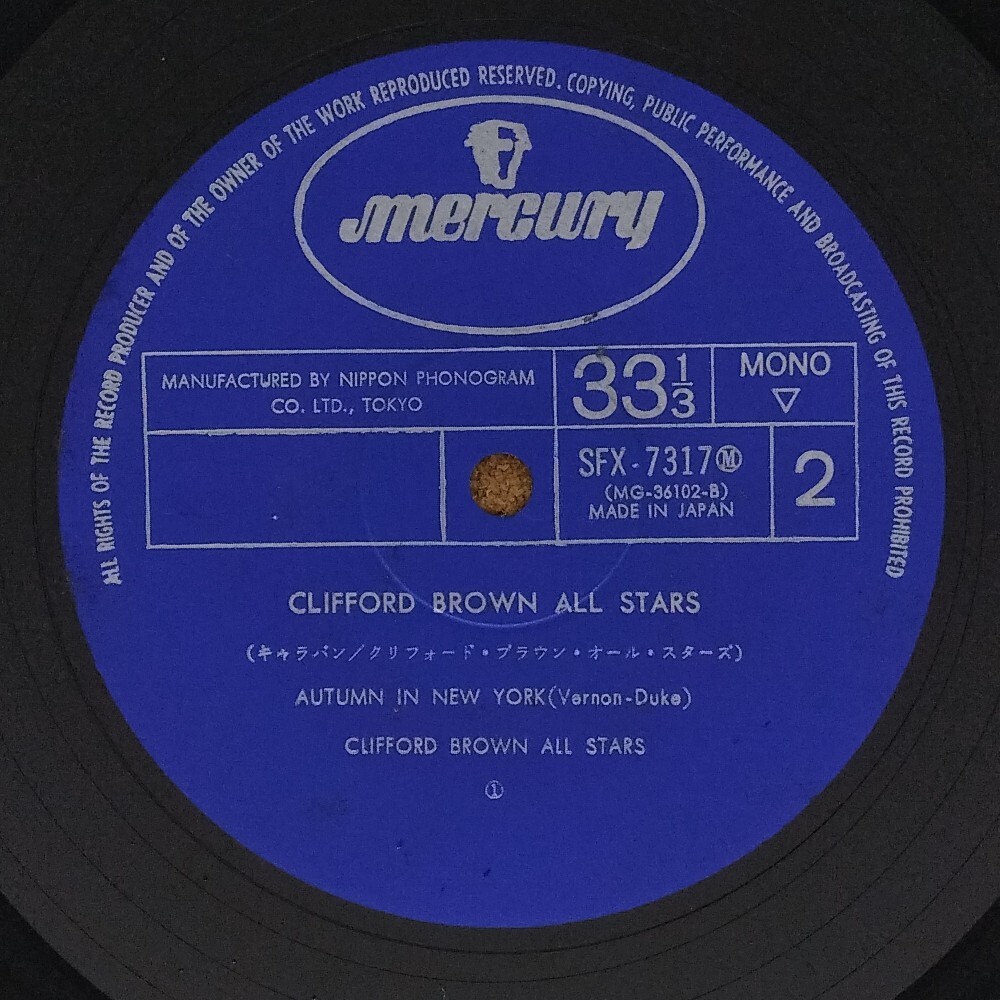 ALL RIGHTS OF THE RECORD PRODUCER AND OF THE OWNER OF THE WORK REPRODUCED RESERVED. COPYING, PUBLIC PERFORMANCE AND BROADCASTING OF THIS RECORD PROHIBITED
mercury
MANUFACTURED BY NIPPON PHONOGRAM
CO. LTD., TOKYO
33 1/3
MONO
▽
SFX-7317Ⓜ
(MG-36102-B)
MADE IN JAPAN
2
CLIFFORD BROWN ALL STARS
(キャラバン/クリフォード・ブラウン・オール・スターズ)
AUTUMN IN NEW YORK(Vernon-Duke)
CLIFFORD BROWN ALL STARS
①